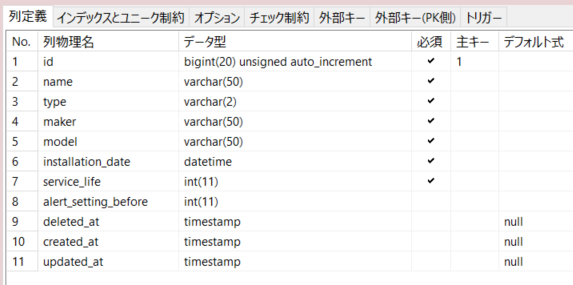 列定義 インデックスとユニーク制約 オプション チェック制約 外部キー 外部キー(PK側) トリガー
No. 列物理名 データ型 必須 主キー デフォルト式
1 id bigint(20) unsigned auto_increment ✔ 1
2 name varchar(50) ✔
3 type varchar(2) ✔
4 maker varchar(50) ✔
5 model varchar(50) ✔
6 installation_date datetime ✔
7 service_life int(11) ✔
8 alert_setting_before int(11)
9 deleted_at timestamp null
10 created_at timestamp null
11 updated_at timestamp null